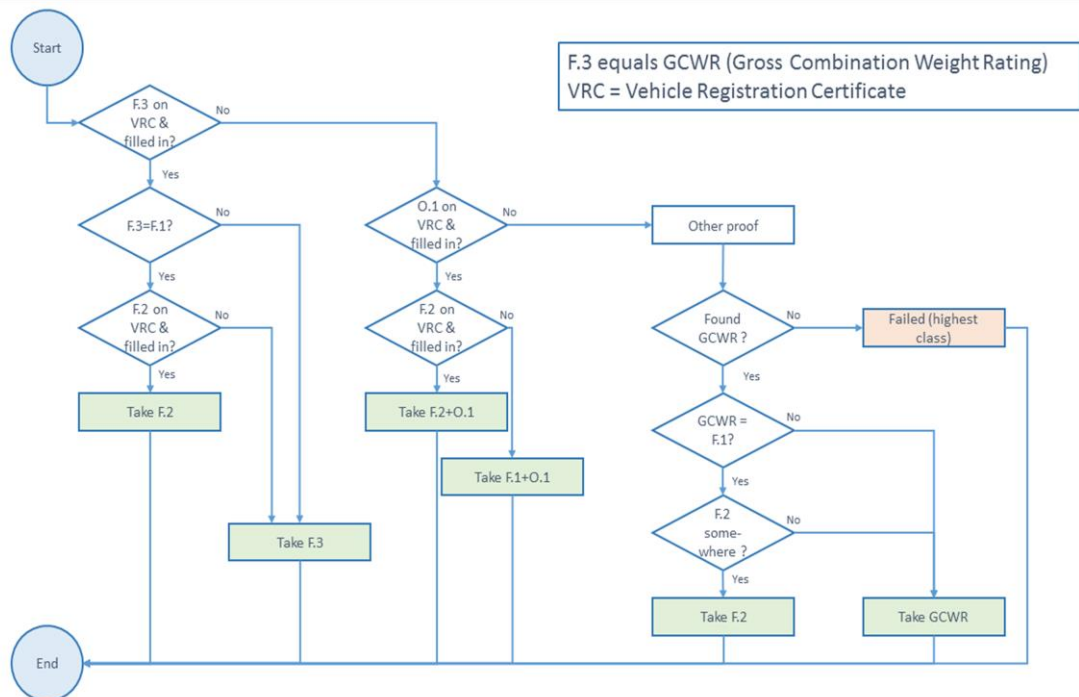 Start
F.3 equals GCWR (Gross Combination Weight Rating)
VRC = Vehicle Registration Certificate
F.3 on
VRC &
filled in?
No
Yes
F.3=F.1?
No
Yes
F.2 on
VRC &
filled in?
No
Yes
Take F.2
Take F.3
O.1 on
VRC &
filled in?
No
Yes
F.2 on
VRC &
filled in?
No
Yes
Take F.2+O.1
Take F.1+O.1
Other proof
Found
GCWR ?
No
Failed (highest
class)
Yes
GCWR =
F.1?
No
Yes
F.2
some-
where ?
No
Yes
Take F.2
Take GCWR
End